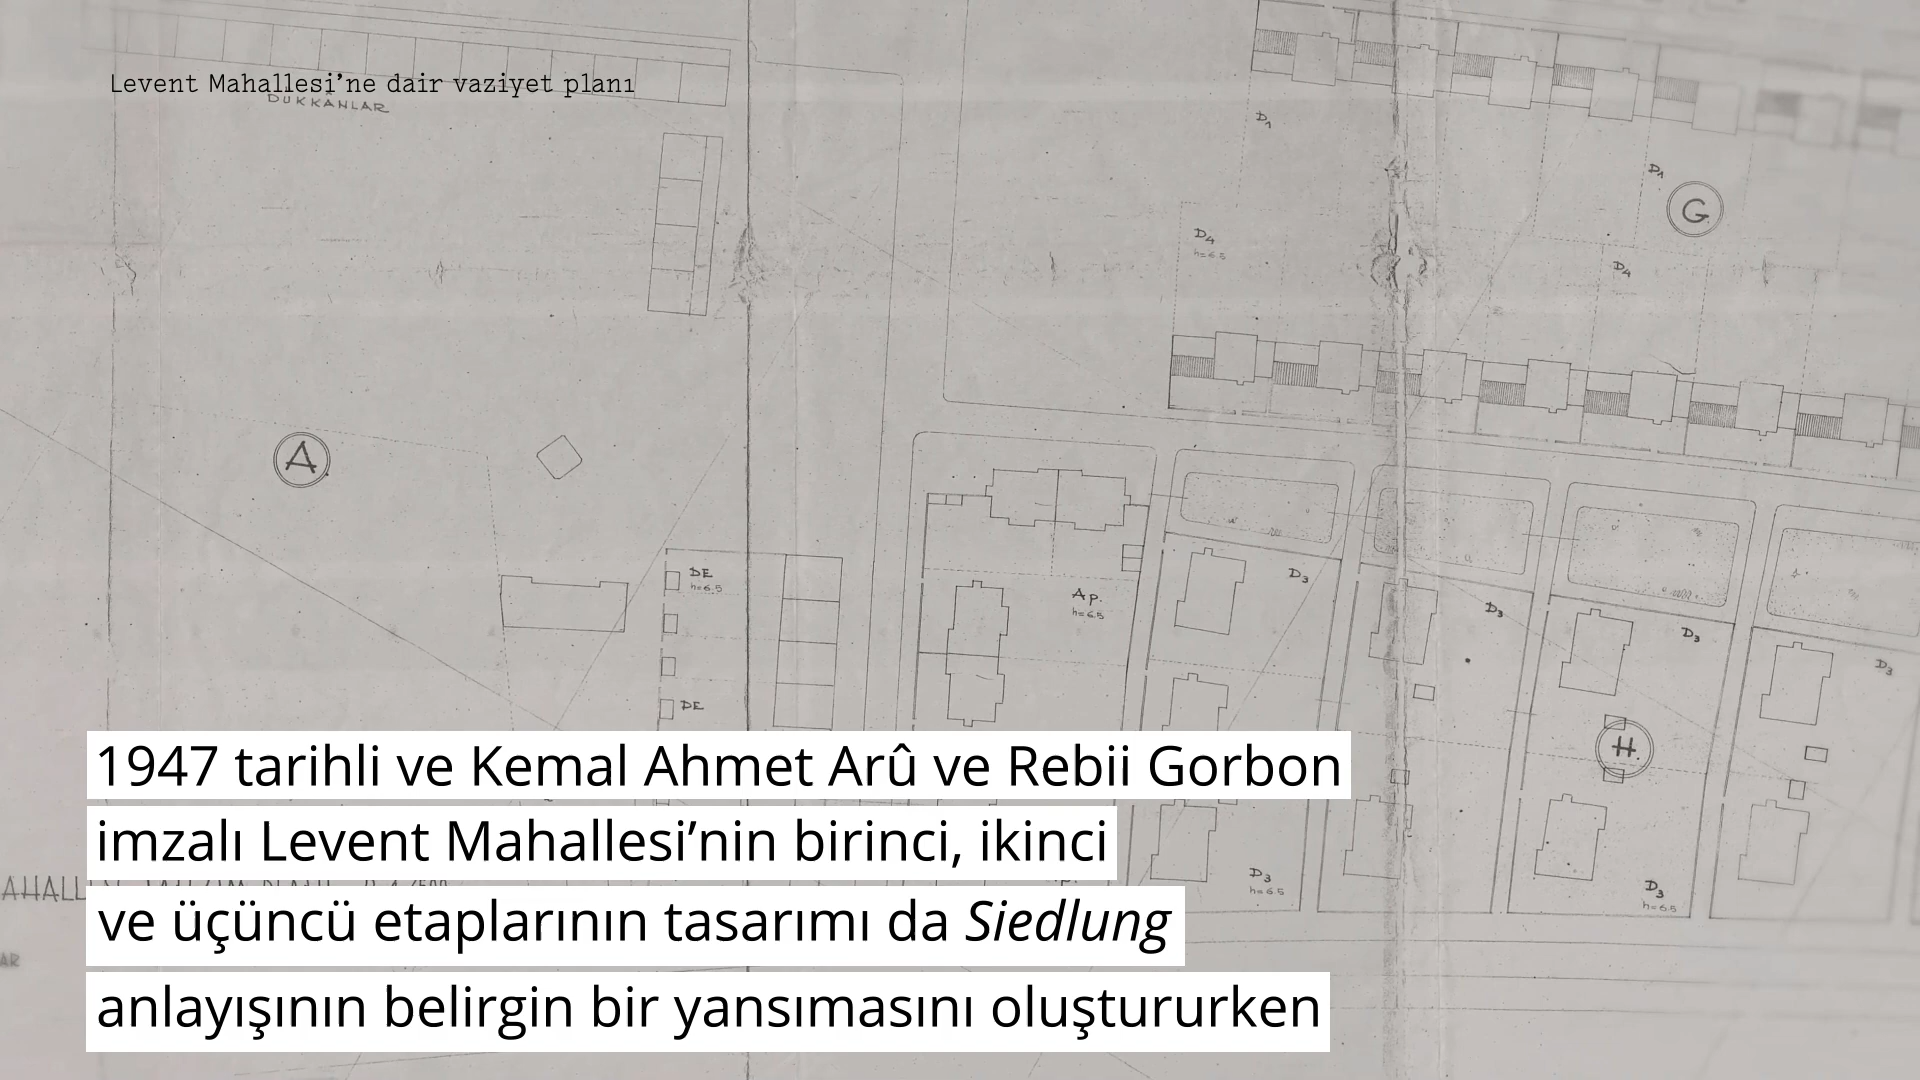 Levent Mahallesi’ne dair vaziyet planı
DÜKKÂNLAR
D1
D1
G
D4
h=6.5
D4
A
DE
h=6.5
Ap.
h=6.5
D3
D3
D3
D3
DE
H
1947 tarihli ve Kemal Ahmet Arû ve Rebii Gorbon
imzalı Levent Mahallesi’nin birinci, ikinci
ve üçüncü etaplarının tasarımı da Siedlung
anlayışının belirgin bir yansımasını oluştururken
D3
h=6.5
D3
h=6.5